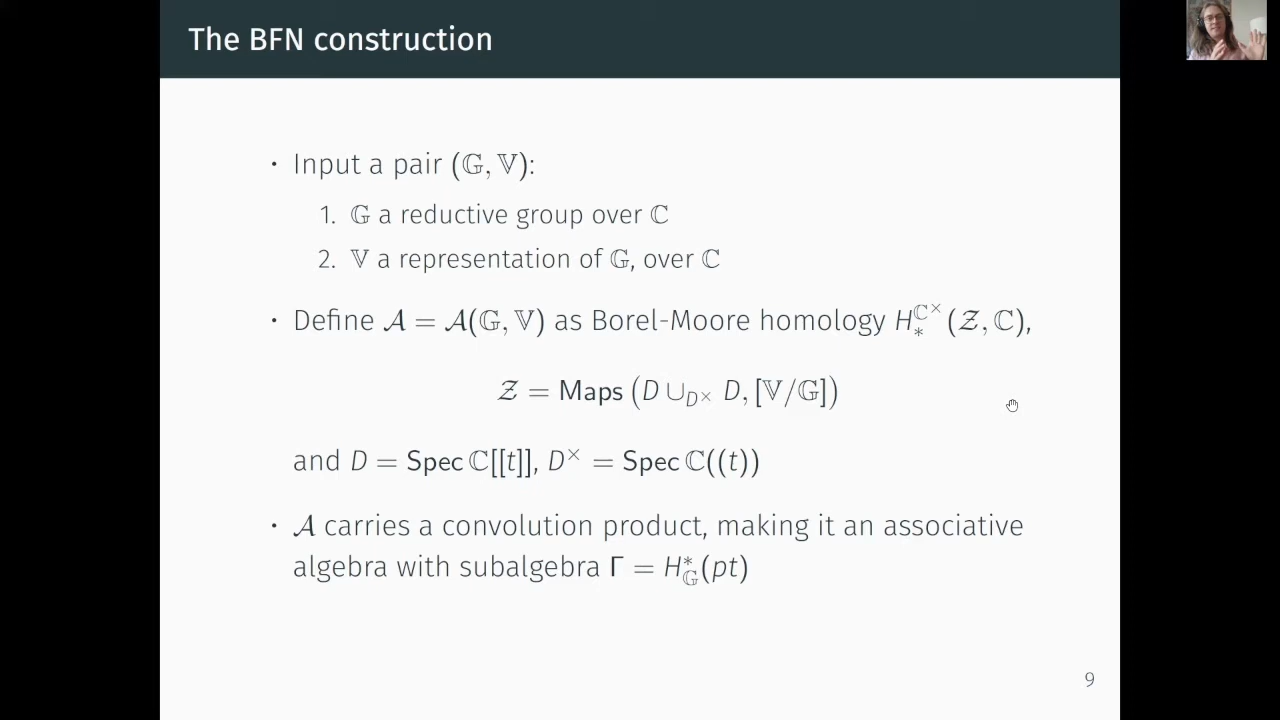 The BFN construction
• Input a pair (𝔾, 𝕍):
1. 𝔾 a reductive group over ℂ
2. 𝕍 a representation of 𝔾, over ℂ
• Define 𝒜 = 𝒜(𝔾, 𝕍) as Borel-Moore homology H_*^{ℂ^×}(𝒵, ℂ),
𝒵 = Maps (D ∪_{D^×} D, [𝕍/𝔾])
and D = Spec ℂ[[t]], D^× = Spec ℂ((t))
• 𝒜 carries a convolution product, making it an associative
algebra with subalgebra Γ = H_𝔾^*(pt)
9